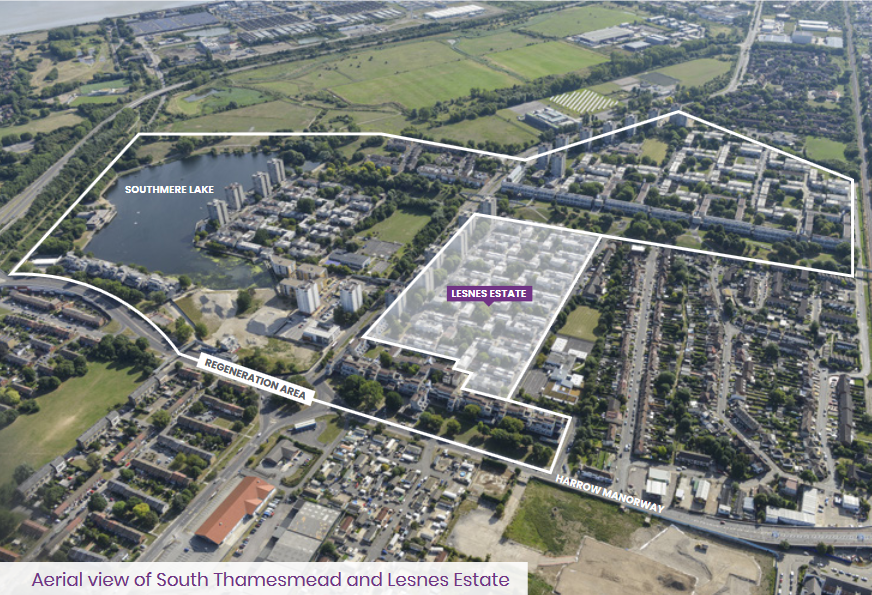 SOUTHMERE LAKE
LESNES ESTATE
REGENERATION AREA
HARROW MANORWAY
Aerial view of South Thamesmead and Lesnes Estate